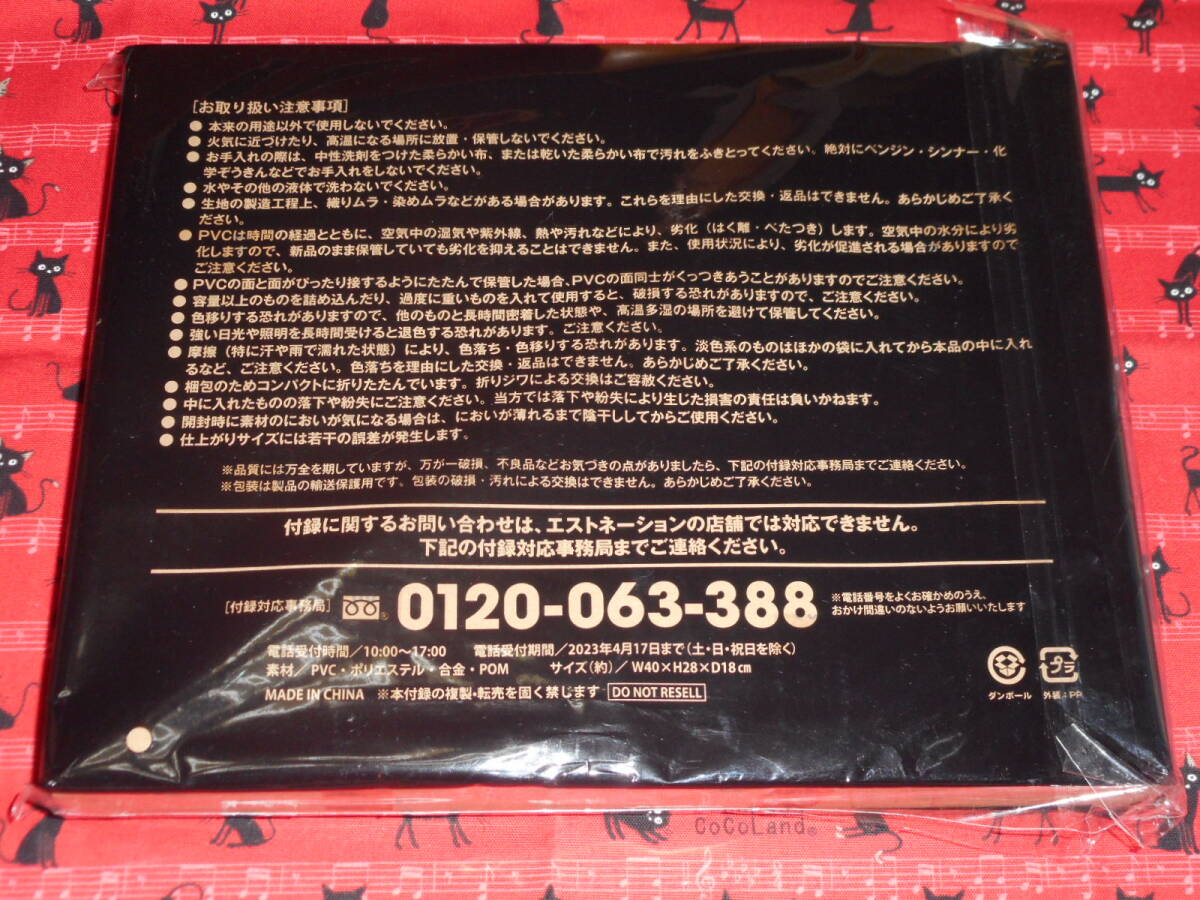 [お取り扱い注意事項]
● 本来の用途以外で使用しないでください。
● 火気に近づけたり、高温になる場所に放置・保管しないでください。
● お手入れの際は、中性洗剤をつけた柔らかい布、または乾いた柔らかい布で汚れをふきとってください。絶対にベンジン・シンナー・化
学ぞうきんなどでお手入れをしないでください。
● 水やその他の液体で洗わないでください。
● 生地の製造工程上、織りムラ・染めムラなどがある場合があります。これらを理由にした交換・返品はできません。あらかじめご了承く
ださい。
● PVCは時間の経過とともに、空気中の湿気や紫外線、熱や汚れなどにより、劣化（はく離・べたつき）します。空気中の水分により劣
化しますので、新品のまま保管していても劣化を抑えることはできません。また、使用状況により、劣化が促進される場合がありますので
ご注意ください。
● PVCの面と面がぴったり接するようにたたんで保管した場合、PVCの面同士がくっつきあうことがありますのでご注意ください。
● 容量以上のものを詰め込んだり、過度に重いものを入れて使用すると、破損する恐れがありますので、ご注意ください。
● 色移りする恐れがありますので、他のものと長時間密着した状態や、高温多湿の場所を避けて保管してください。
● 強い日光や照明を長時間受けると退色する恐れがあります。ご注意ください。
● 摩擦（特に汗や雨で濡れた状態）により、色落ち・色移りする恐れがあります。淡色系のものはほかの袋に入れてから本品の中に入れ
るなど、ご注意ください。色落ちを理由にした交換・返品はできません。あらかじめご了承ください。
● 梱包のためコンパクトに折りたたんでいます。折りジワによる交換はご容赦ください。
● 中に入れたものの落下や紛失にご注意ください。当方では落下や紛失により生じた損害の責任は負いかねます。
● 開封時に素材のにおいが気になる場合は、においが薄れるまで陰干ししてからご使用ください。
● 仕上がりサイズには若干の誤差が発生します。
※品質には万全を期していますが、万が一破損、不良品などお気づきの点がありましたら、下記の付録対応事務局までご連絡ください。
※包装は製品の輸送保護用です。包装の破損・汚れによる交換はできません。あらかじめご了承ください。
付録に関するお問い合わせは、エストネーションの店舗では対応できません。
下記の付録対応事務局までご連絡ください。
[付録対応事務局] 0120-063-388
※電話番号をよくお確かめのうえ、
おかけ間違いのないようお願いいたします
電話受付時間／10:00〜17:00 電話受付期間／2023年4月17日まで（土・日・祝日を除く）
素材／PVC・ポリエステル・合金・POM サイズ（約）／W40×H28×D18㎝
MADE IN CHINA ※本付録の複製・転売を固く禁じます DO NOT RESELL
プラ
ダンボール 外装：PP
CoCoLand®